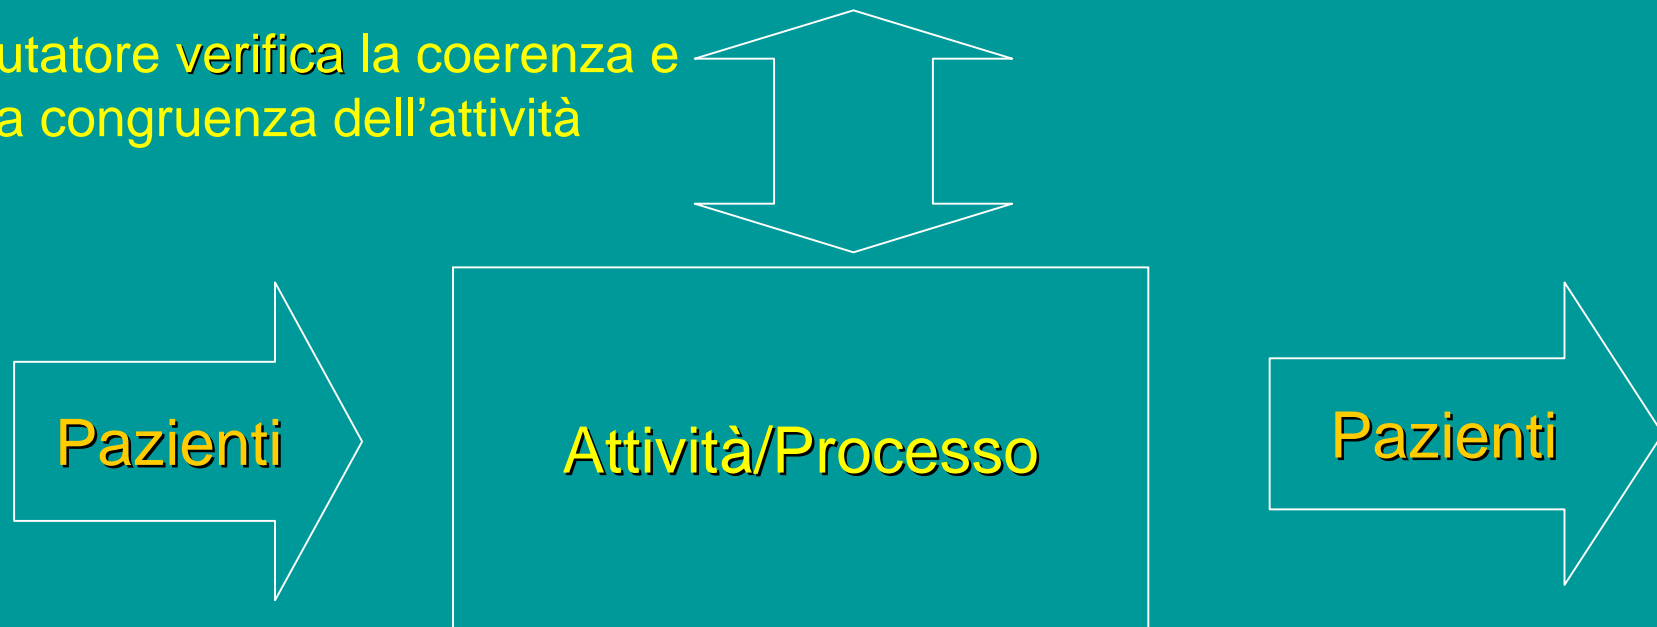 utatore verifica la coerenza e
a congruenza dell’attività
Pazienti
Attività/Processo
Pazienti